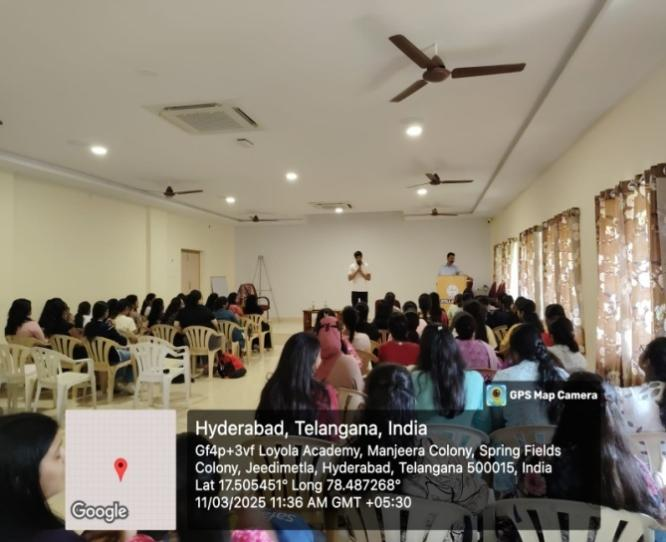 GPS Map Camera
Hyderabad, Telangana, India
Gf4p+3vf Loyola Academy, Manjeera Colony, Spring Fields
Colony, Jeedimetla, Hyderabad, Telangana 500015, India
Lat 17.505451° Long 78.487268°
11/03/2025 11:36 AM GMT +05:30
Google